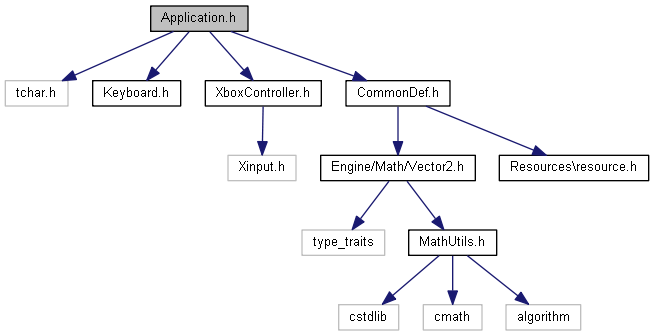 Application.h
tchar.h
Keyboard.h
XboxController.h
CommonDef.h
Xinput.h
Engine/Math/Vector2.h
Resources\resource.h
type_traits
MathUtils.h
cstdlib
cmath
algorithm